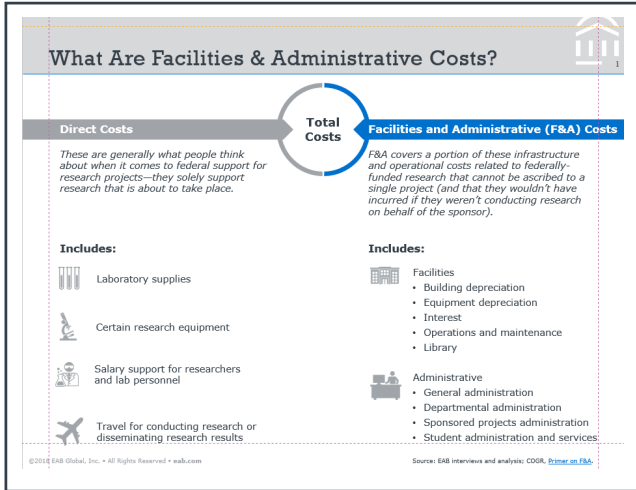 What Are Facilities & Administrative Costs?
1
Total
Costs
Direct Costs
These are generally what people think
about when it comes to federal support for
research projects—they solely support
research that is about to take place.
Includes:
Laboratory supplies
Certain research equipment
Salary support for researchers
and lab personnel
Travel for conducting research or
disseminating research results
Facilities and Administrative (F&A) Costs
F&A covers a portion of these infrastructure
and operational costs related to federally-
funded research that cannot be ascribed to a
single project (and that they wouldn't have
incurred if they weren't conducting research
on behalf of the sponsor).
Includes:
Facilities
• Building depreciation
• Equipment depreciation
• Interest
• Operations and maintenance
• Library
Administrative
• General administration
• Departmental administration
• Sponsored projects administration
• Student administration and services
©2018 EAB Global, Inc. • All Rights Reserved • eab.com
Source: EAB interviews and analysis; COGR, Primer on F&A.